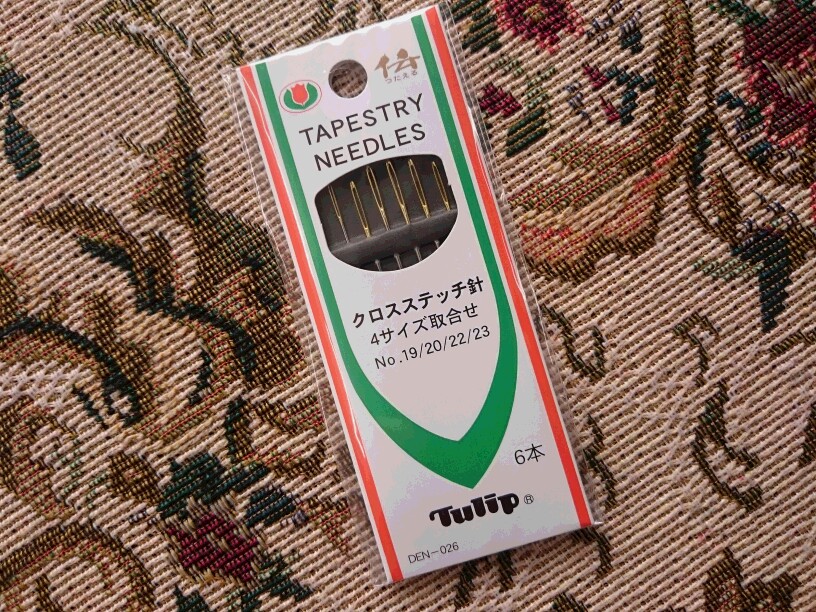 伝
つたえる
TAPESTRY
NEEDLES
クロスステッチ針
4サイズ取合せ
No.19/20/22/23
6本
Tulip®
DEN-026